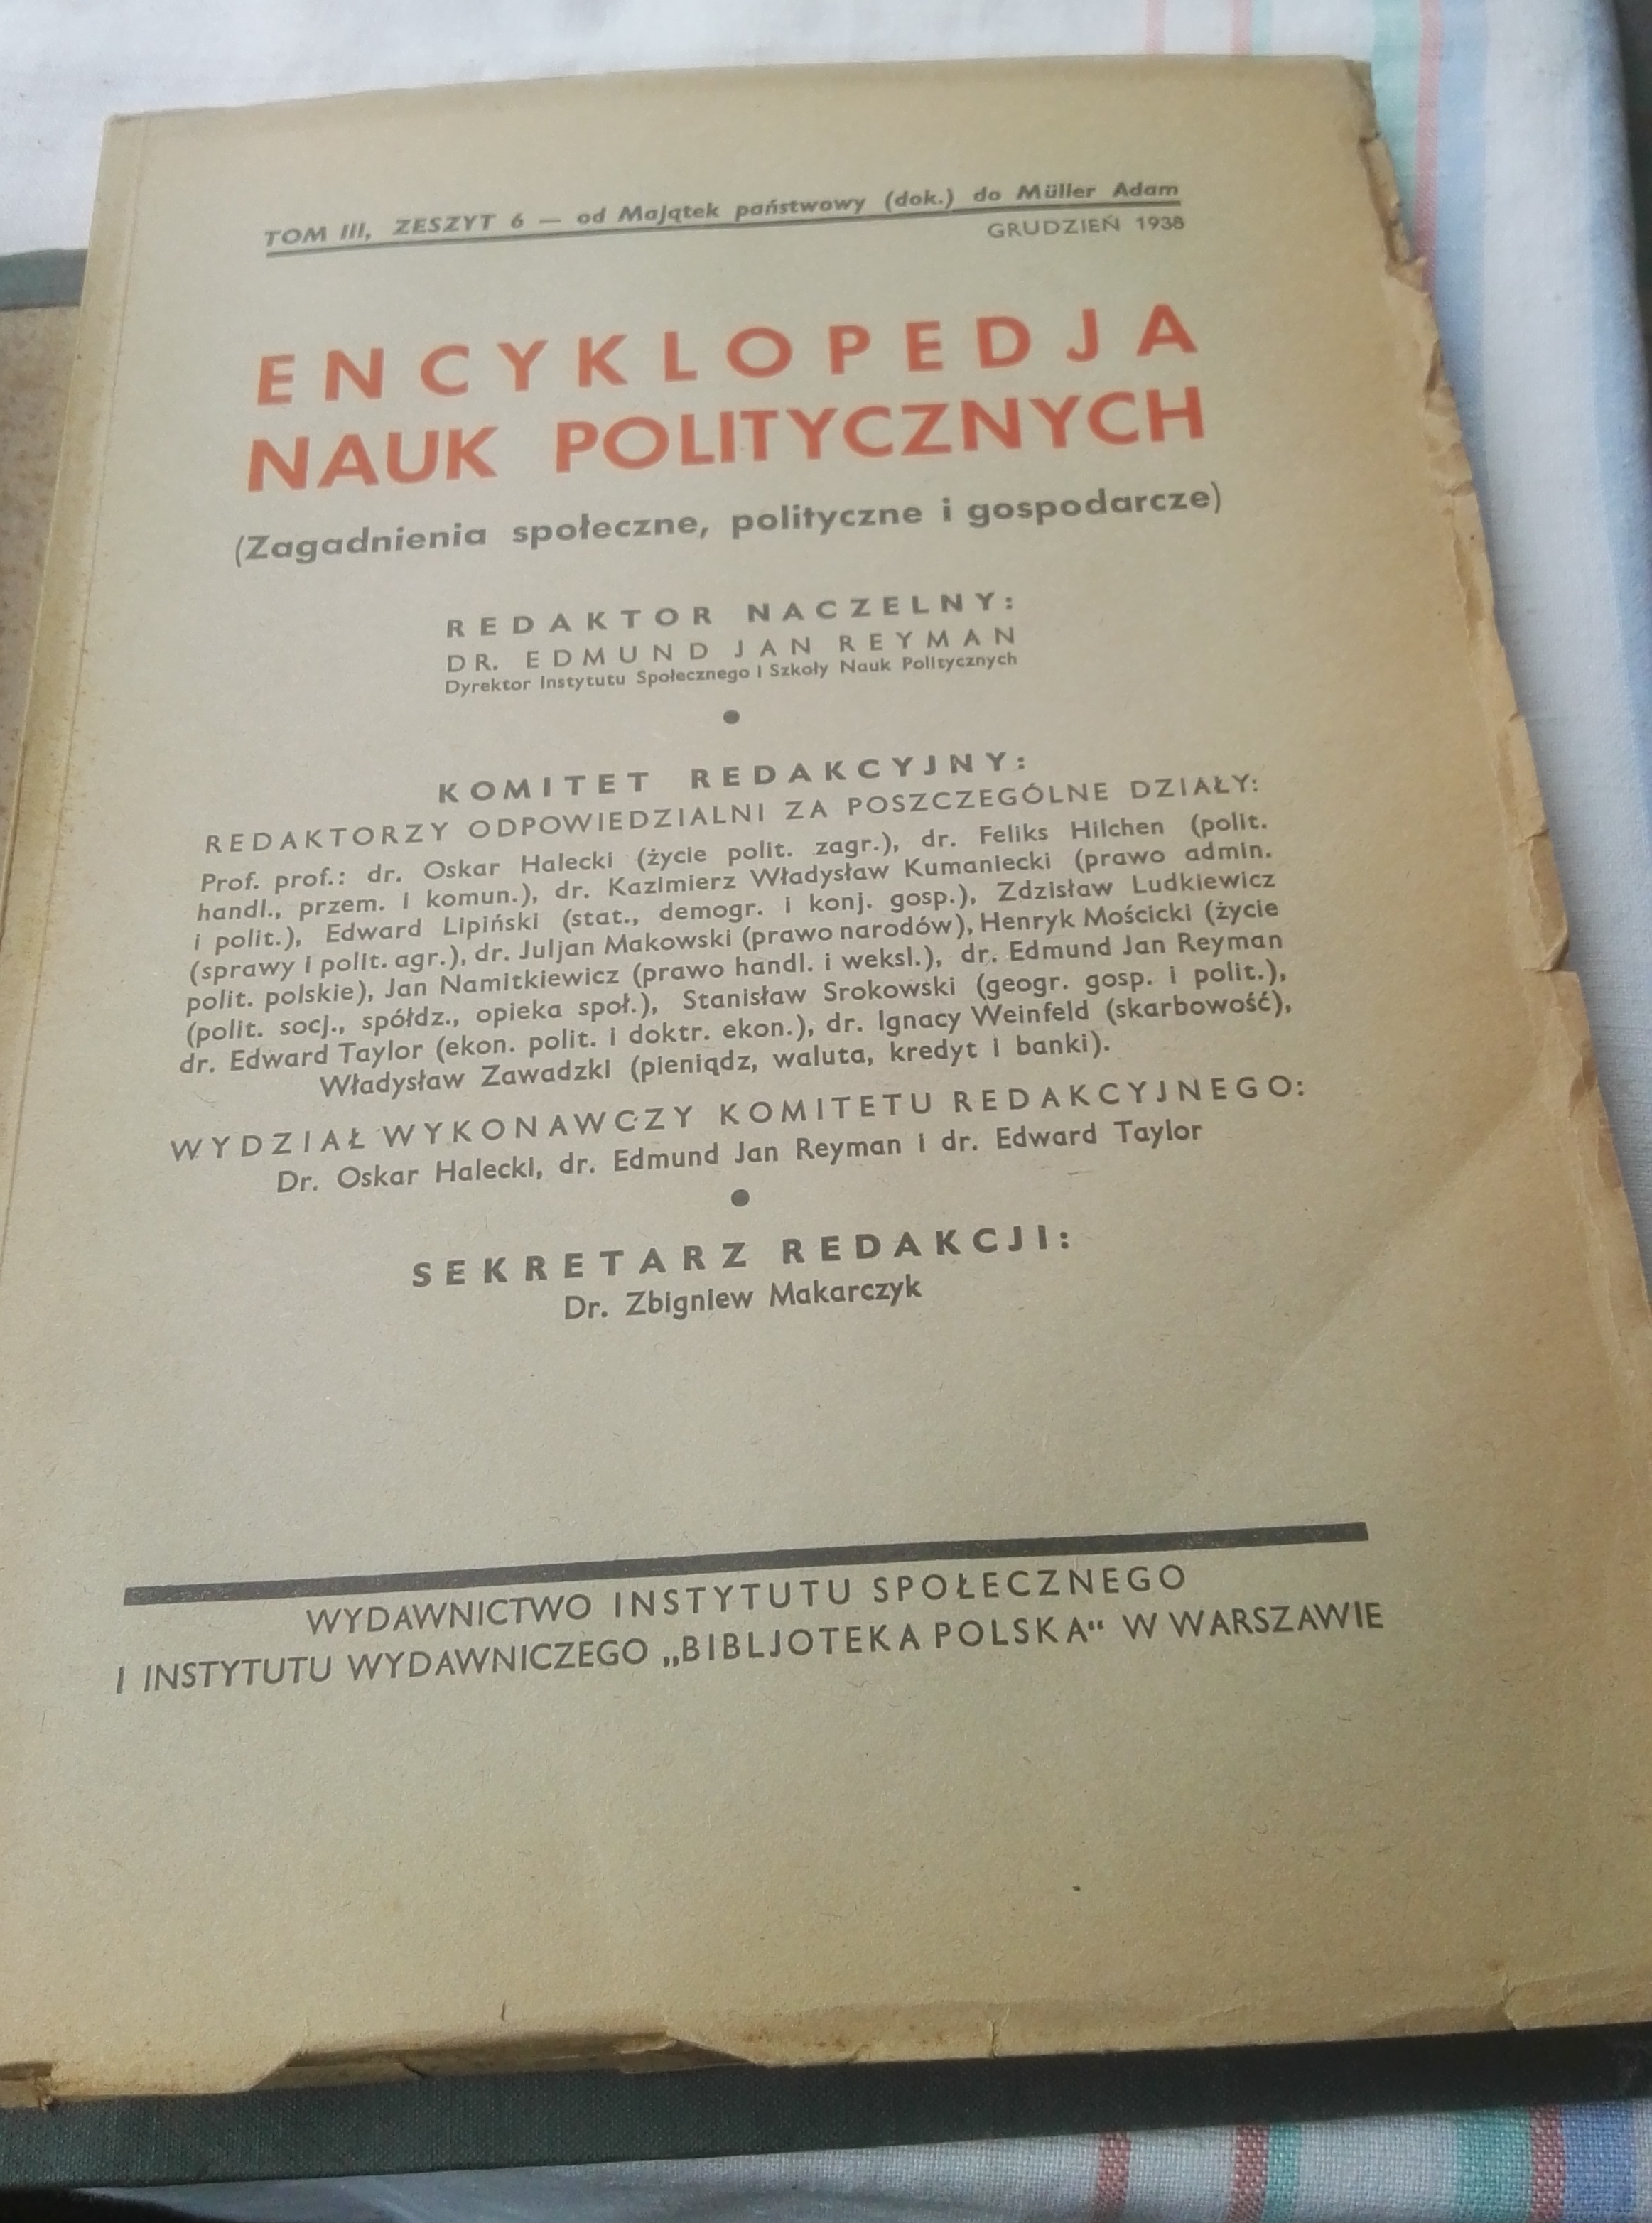 TOM III, ZESZYT 6 — od Majątek państwowy (dok.) do Müller Adam
GRUDZIEŃ 1938
ENCYKLOPEDJA
NAUK POLITYCZNYCH
(Zagadnienia społeczne, polityczne i gospodarcze)
REDAKTOR NACZELNY:
DR. EDMUND JAN REYMAN
Dyrektor Instytutu Społecznego i Szkoły Nauk Politycznych
KOMITET REDAKCYJNY:
REDAKTORZY ODPOWIEDZIALNI ZA POSZCZEGÓLNE DZIAŁY:
Prof. prof.: dr. Oskar Halecki (życie polit. zagr.), dr. Feliks Hilchen (polit.
handl., przem. i komun.), dr. Kazimierz Władysław Kumaniecki (prawo admin.
i polit.), Edward Lipiński (stat., demogr. i konj. gosp.), Zdzisław Ludkiewicz
(sprawy i polit. agr.), dr. Juljan Makowski (prawo narodów), Henryk Mościcki (życie
polit. polskie), Jan Namitkiewicz (prawo handl. i weksl.), dr. Edmund Jan Reyman
(polit. socj., spółdz., opieka społ.), Stanisław Srokowski (geogr. gosp. i polit.),
dr. Edward Taylor (ekon. polit. i doktr. ekon.), dr. Ignacy Weinfeld (skarbowość),
Władysław Zawadzki (pieniądz, waluta, kredyt i banki).
WYDZIAŁ WYKONAWCZY KOMITETU REDAKCYJNEGO:
Dr. Oskar Halecki, dr. Edmund Jan Reyman i dr. Edward Taylor
SEKRETARZ REDAKCJI:
Dr. Zbigniew Makarczyk
WYDAWNICTWO INSTYTUTU SPOŁECZNEGO
I INSTYTUTU WYDAWNICZEGO „BIBLJOTEKA POLSKA“ W WARSZAWIE